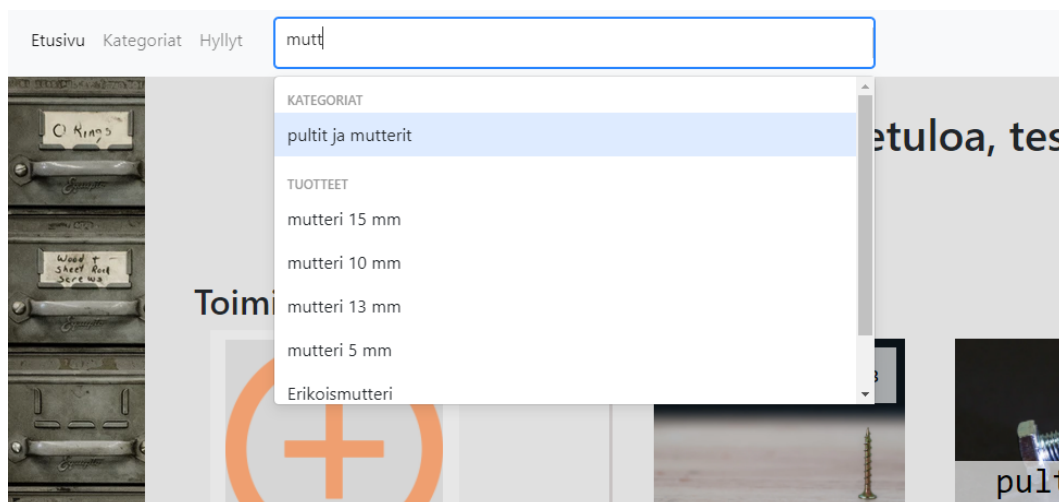 Etusivu Kategoriat Hyllyt mutt
KATEGORIAT
pultit ja mutterit
TUOTTEET
mutteri 15 mm
mutteri 10 mm
mutteri 13 mm
mutteri 5 mm
Erikoismutteri
etuloa, tes
Toimi
O Rings
Wood +
Sheet Rock
Screws
pult